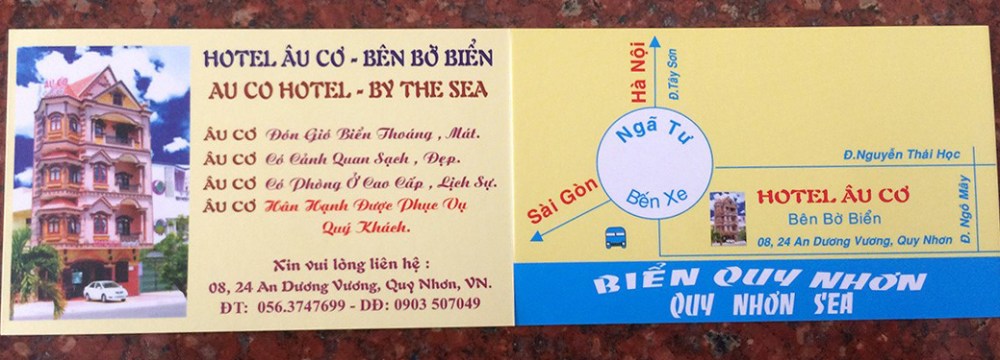 HOTEL ÂU CƠ - BÊN BỜ BIỂN
AU CO HOTEL - BY THE SEA
ÂU CƠ Đón Gió Biển Thoáng , Mát.
ÂU CƠ Có Cảnh Quan Sạch , Đẹp.
ÂU CƠ Có Phòng Ở Cao Cấp , Lịch Sự.
ÂU CƠ Hân Hạnh Được Phục Vụ
Quý Khách.
Xin vui lòng liên hệ :
08, 24 An Dương Vương, Quy Nhơn, VN.
ĐT: 056.3747699 - DĐ: 0903 507049
Hà Nội
Đ.Tây Sơn
Ngã Tư
Bến Xe
Sài Gòn
Đ.Nguyễn Thái Học
Đ. Ngô Mây
HOTEL ÂU CƠ
Bên Bờ Biển
08, 24 An Dương Vương, Quy Nhơn
BIỂN QUY NHƠN
QUY NHƠN SEA